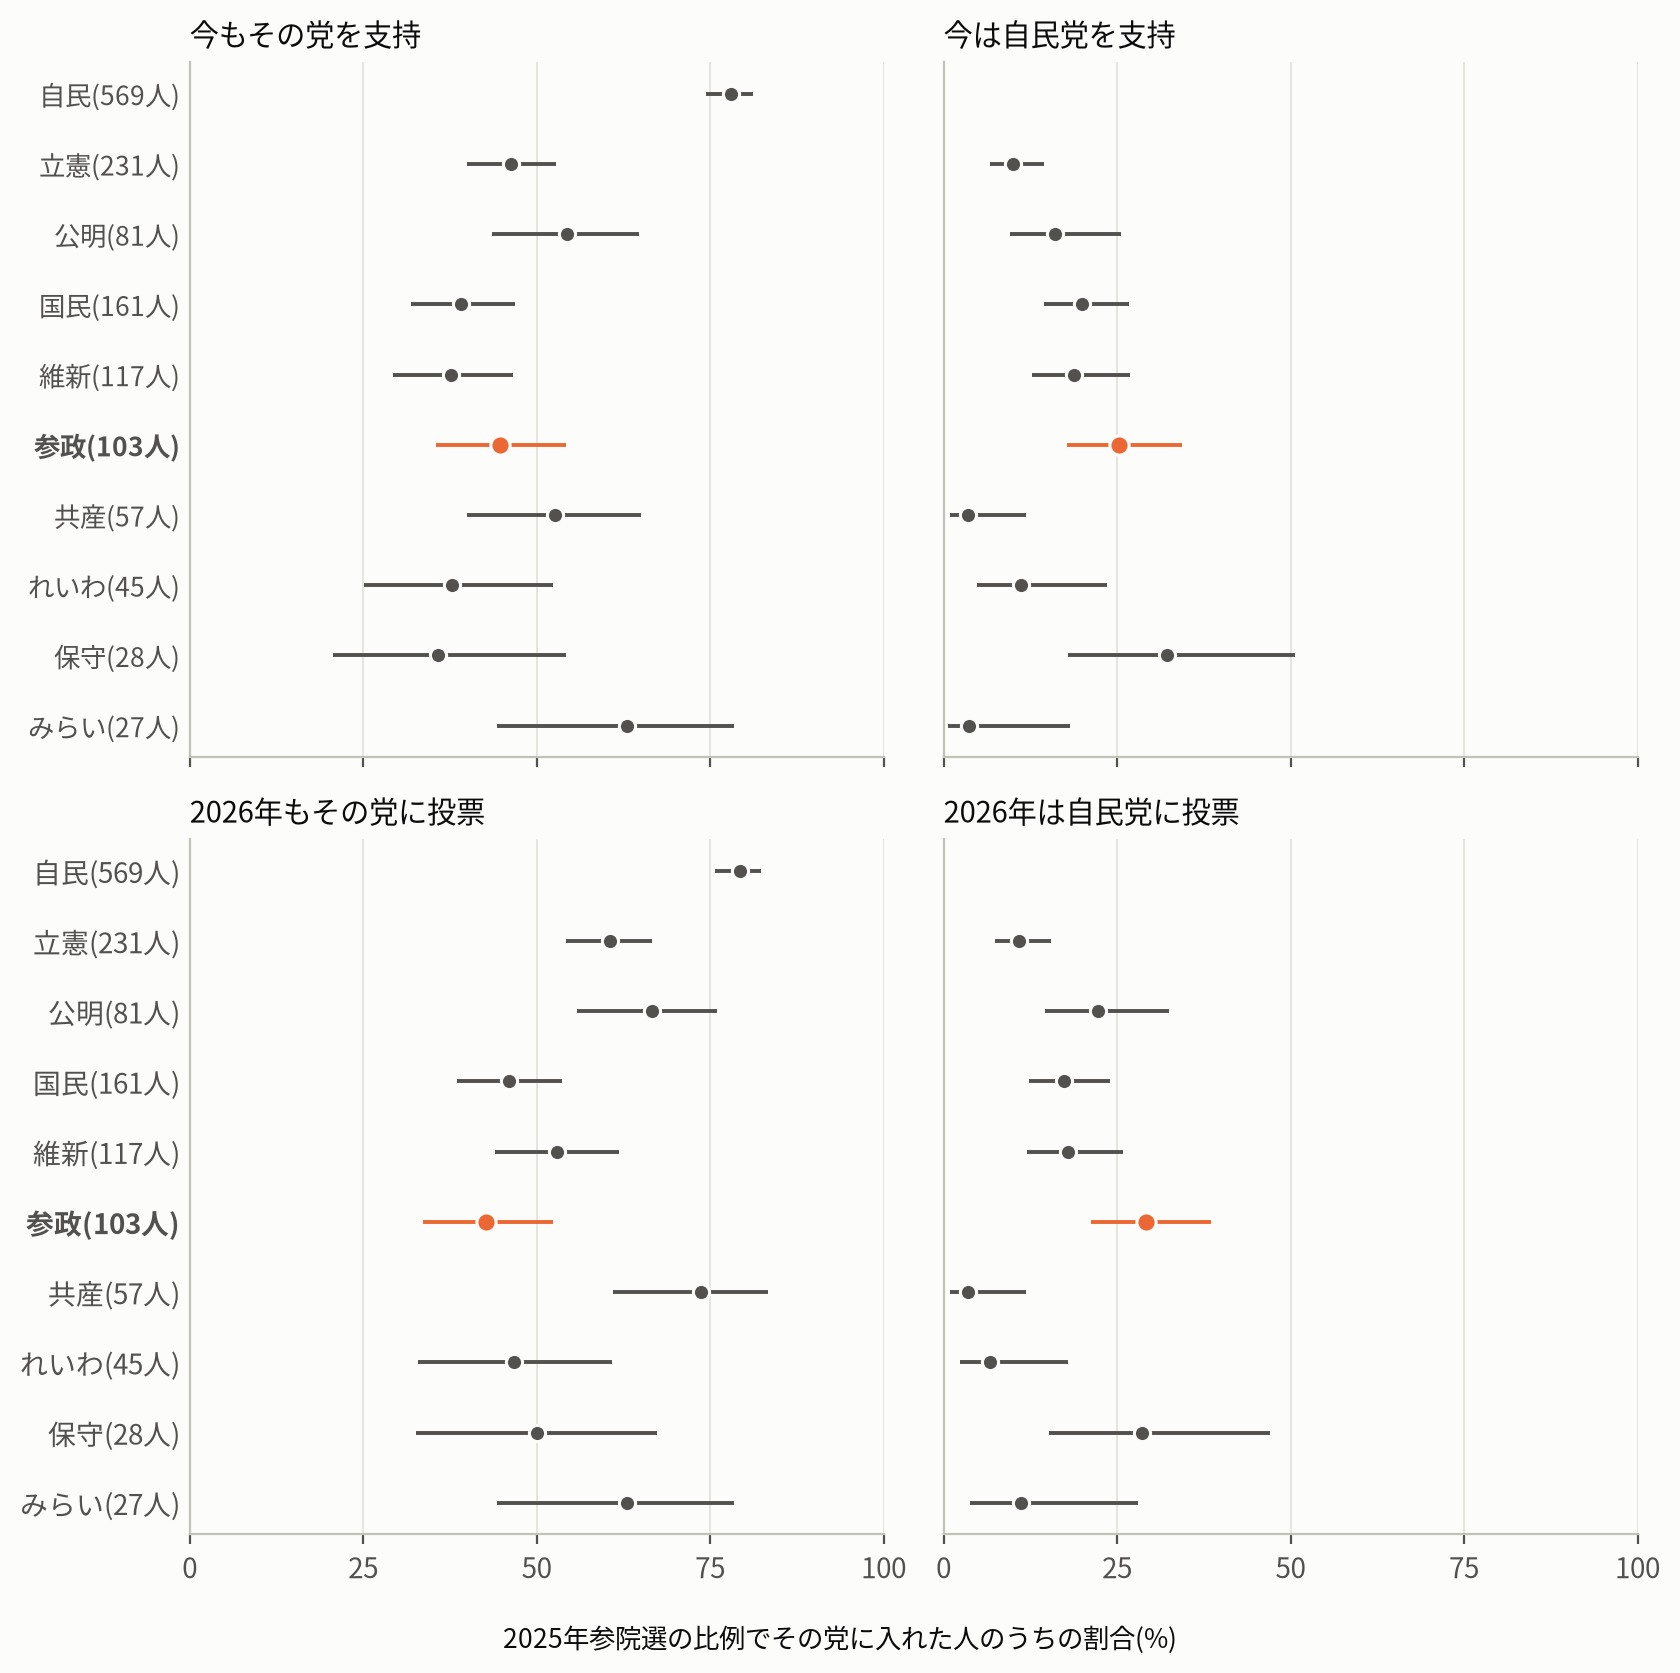 今もその党を支持
今は自民党を支持
自民(569人)
立憲(231人)
公明(81人)
国民(161人)
維新(117人)
参政(103人)
共産(57人)
れいわ(45人)
保守(28人)
みらい(27人)
2026年もその党に投票
2026年は自民党に投票
自民(569人)
立憲(231人)
公明(81人)
国民(161人)
維新(117人)
参政(103人)
共産(57人)
れいわ(45人)
保守(28人)
みらい(27人)
0 25 50 75 100
0 25 50 75 100
2025年参院選の比例でその党に入れた人のうちの割合(%)